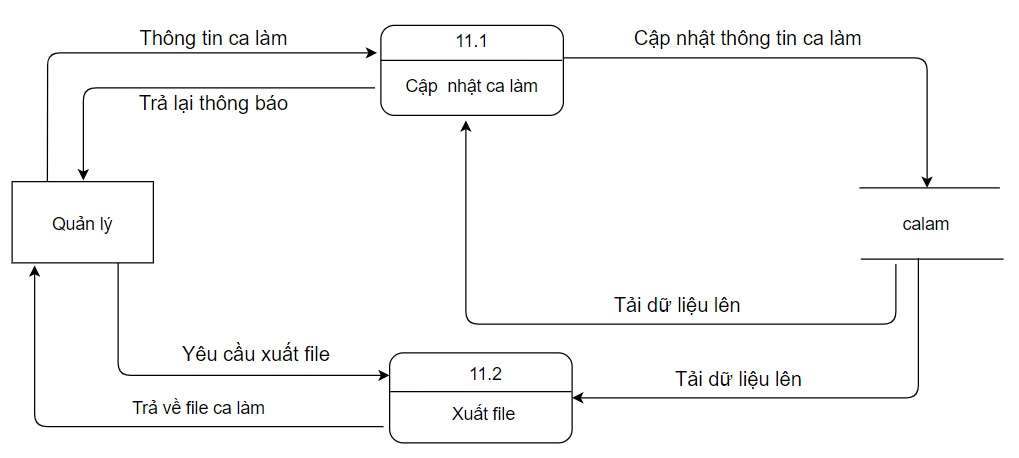 Thông tin ca làm
11.1
Cập nhật thông tin ca làm
Cập nhật ca làm
Trả lại thông báo
Quản lý
calam
Tải dữ liệu lên
Yêu cầu xuất file
11.2
Tải dữ liệu lên
Trả về file ca làm
Xuất file